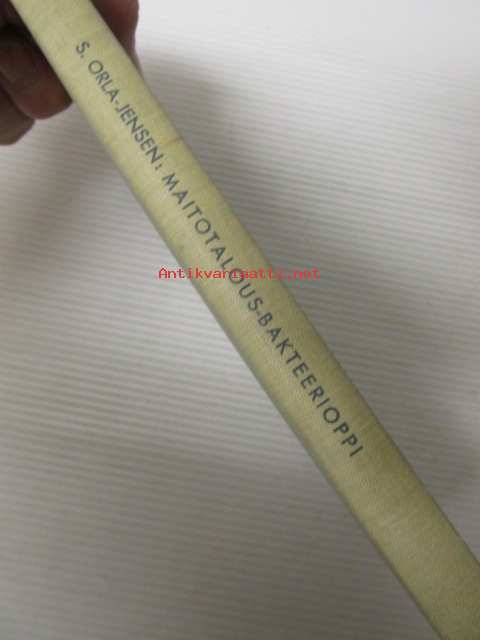 S. ORLA-JENSEN: MAITOTALOUS-BAKTEERIOPPI
Antikvariaatti.net